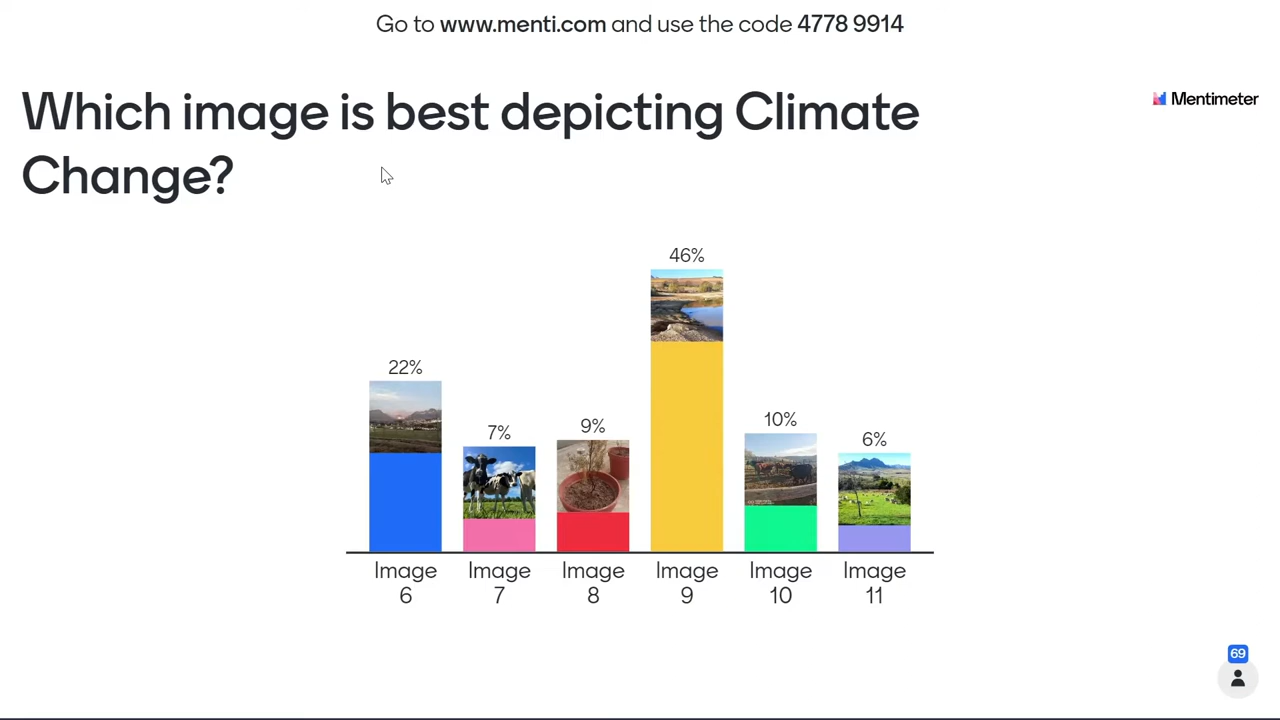 Go to www.menti.com and use the code 4778 9914
Which image is best depicting Climate
Change?
Mentimeter
46%
22%
10%
9%
7%
6%
Image
6
Image
7
Image
8
Image
9
Image
10
Image
11
69